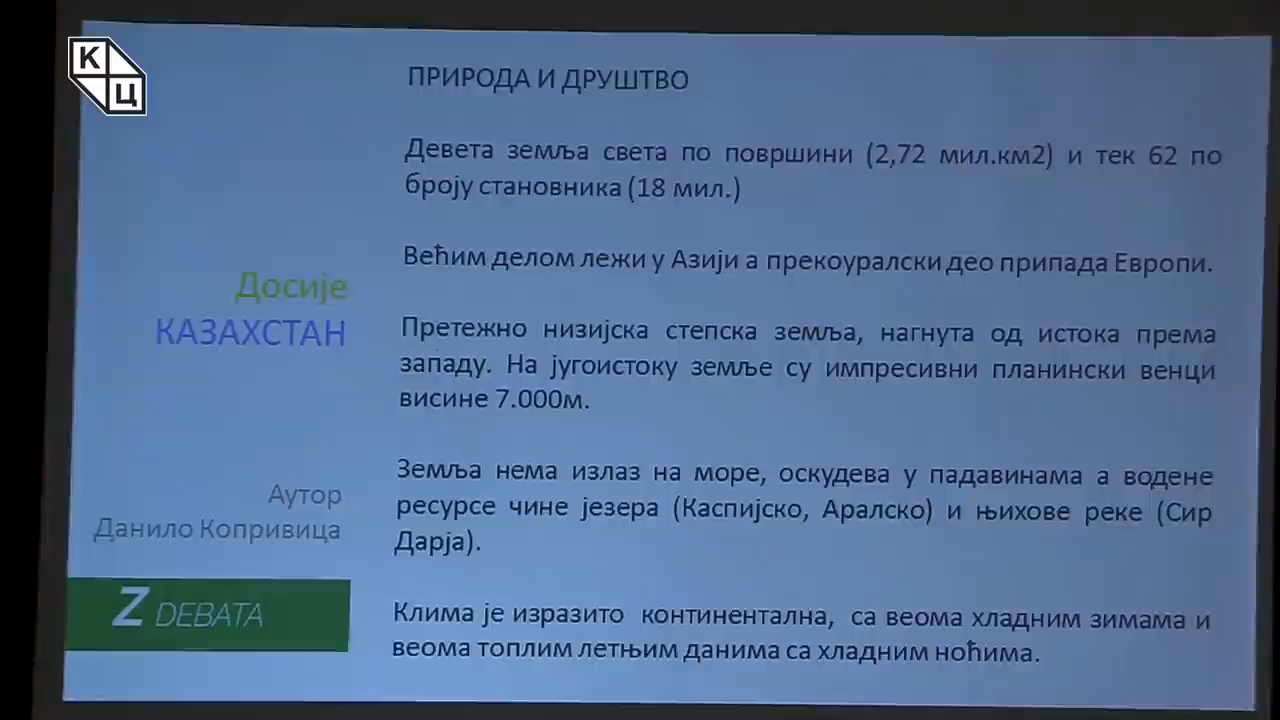 К
Ц
ПРИРОДА И ДРУШТВО
Девета земља света по површини (2,72 мил.км2) и тек 62 по
броју становника (18 мил.)
Већим делом лежи у Азији а прекоуралски део припада Европи.
Досије
КАЗАХСТАН
Претежно низијска степска земља, нагнута од истока према
западу. На југоистоку земље су импресивни планински венци
висине 7.000м.
Земља нема излаз на море, оскудева у падавинама а водене
ресурсе чине језера (Каспијско, Аралско) и њихове реке (Сир
Дарја).
Аутор
Данило Копривица
Z DEBATA
Клима је изразито континентална, са веома хладним зимама и
веома топлим летњим данима са хладним ноћима.